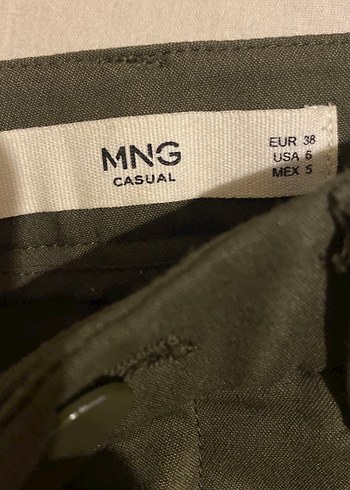 MNG
CASUAL
EUR 38
USA 6
MEX 5